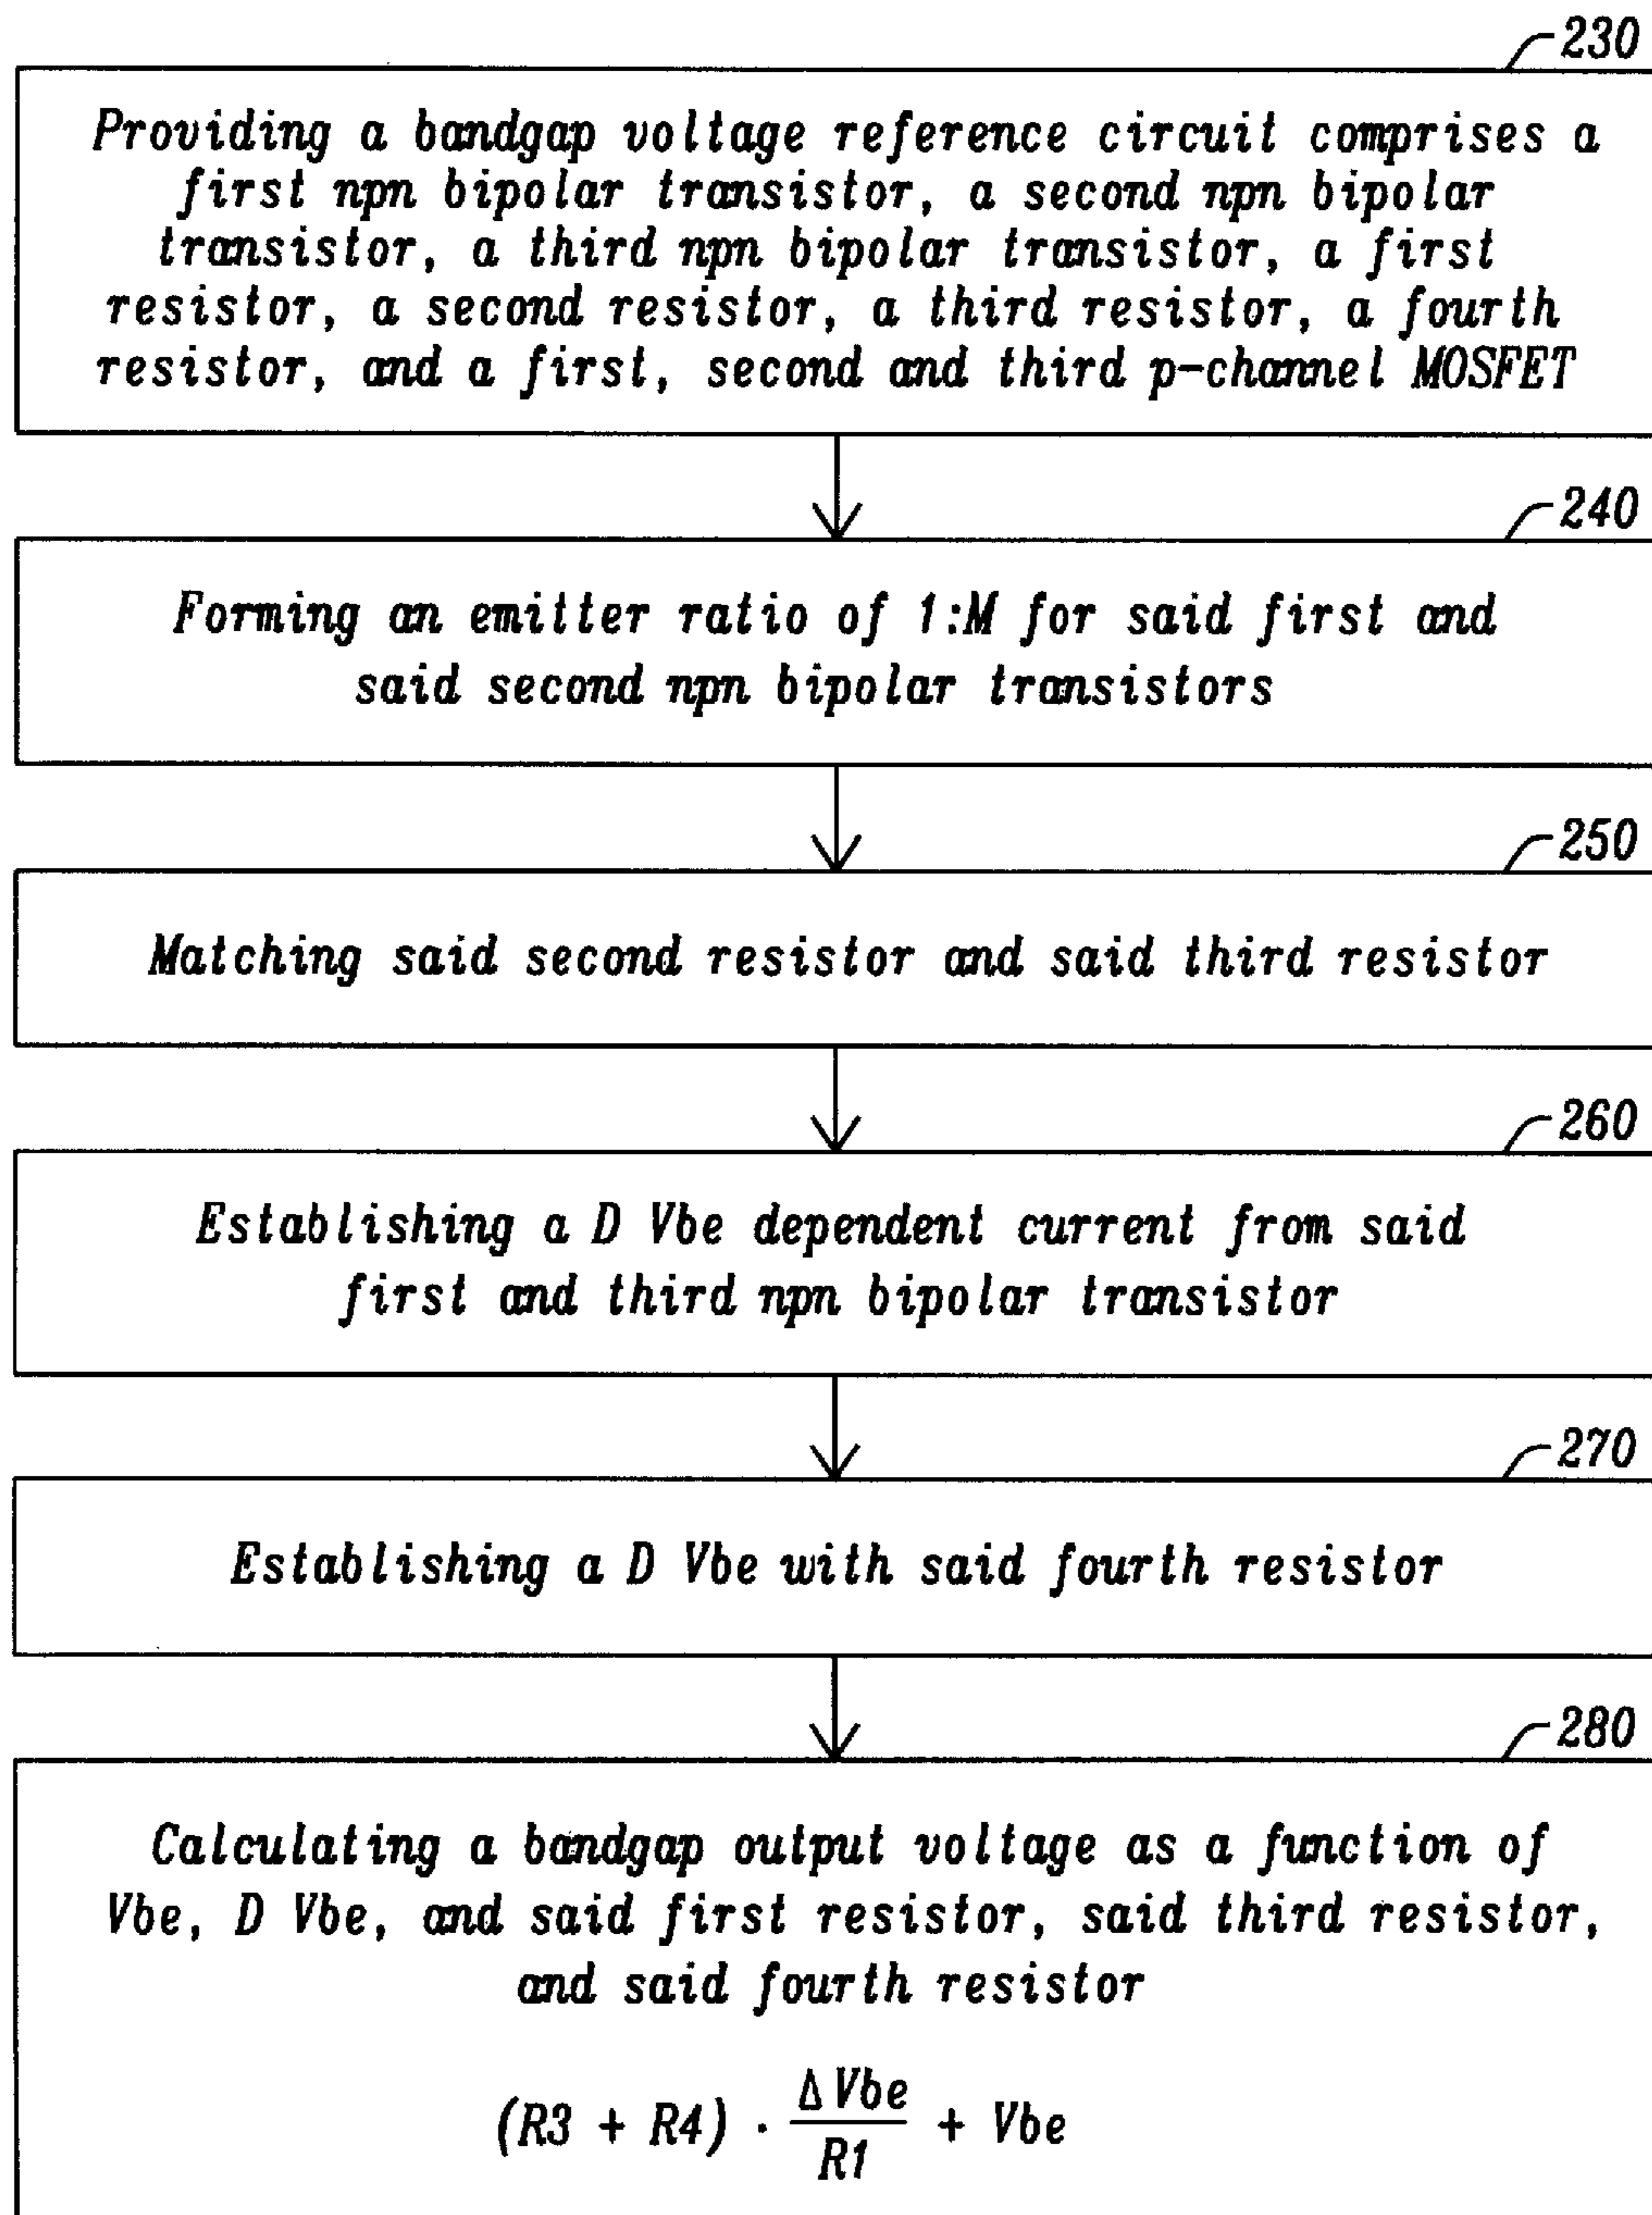 230
Providing a bandgap voltage reference circuit comprises a
first npn bipolar transistor, a second npn bipolar
transistor, a third npn bipolar transistor, a first
resistor, a second resistor, a third resistor, a fourth
resistor, and a first, second and third p-channel MOSFET
240
Forming an emitter ratio of 1:M for said first and
said second npn bipolar transistors
250
Matching said second resistor and said third resistor
260
Establishing a D Vbe dependent current from said
first and third npn bipolar transistor
270
Establishing a D Vbe with said fourth resistor
280
Calculating a bandgap output voltage as a function of
Vbe, D Vbe, and said first resistor, said third resistor,
and said fourth resistor
(R3 + R4) · Δ Vbe / R1 + Vbe